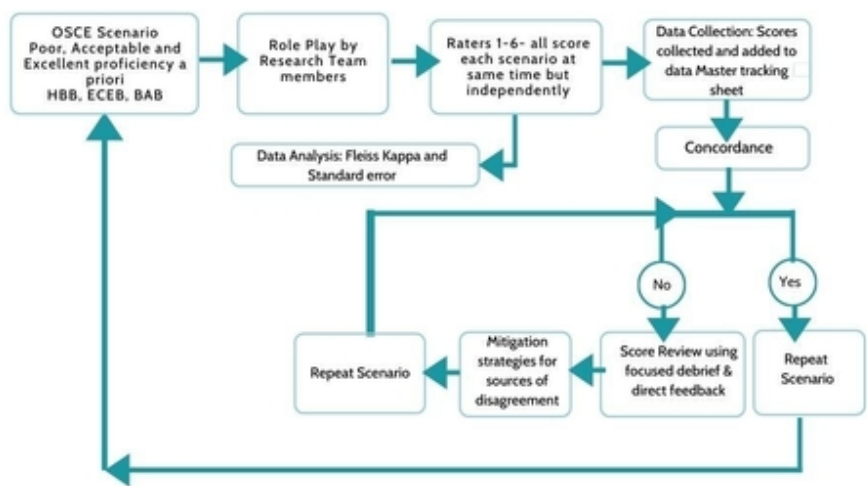 OSCE Scenario
Poor, Acceptable and
Excellent proficiency a
priori
HBB, ECEB, BAB
Role Play by
Research Team
members
Raters 1-6- all score
each scenario at
same time but
independently
Data Collection: Scores
collected and added to
data Master tracking
sheet
Data Analysis: Fleiss Kappa and
Standard error
Concordance
No
Yes
Repeat Scenario
Mitigation
strategies for
sources of
disagreement
Score Review using
focused debrief &
direct feedback
Repeat
Scenario